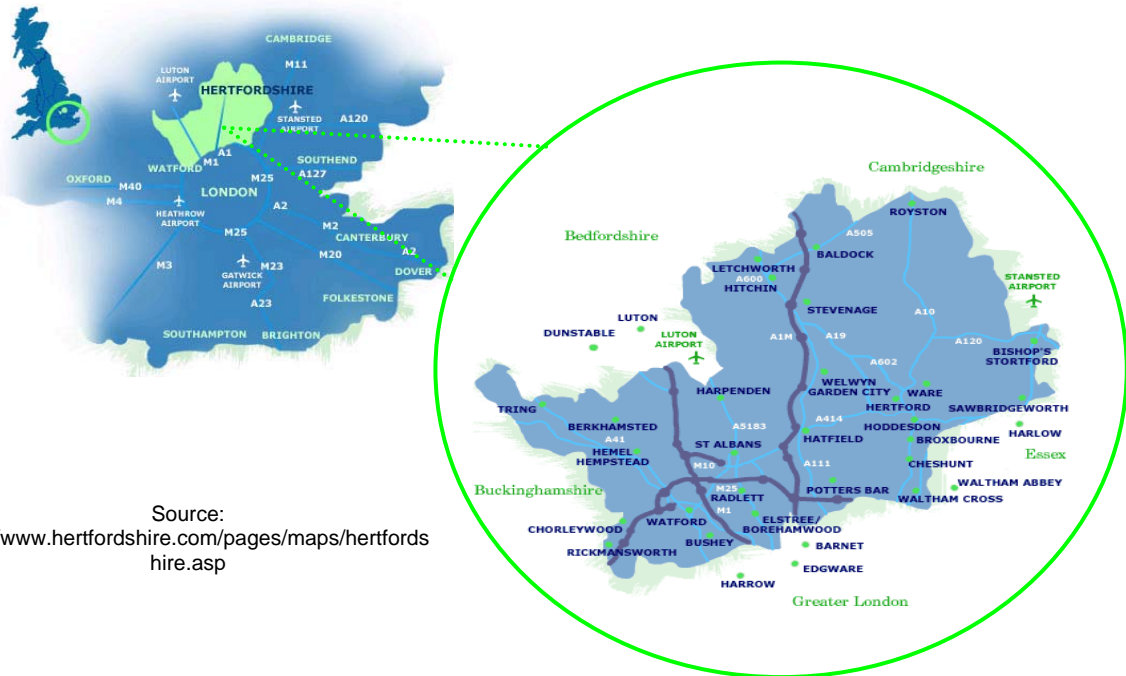 CAMBRIDGE
M11
LUTON
AIRPORT
HERTFORDSHIRE
STANSTED
AIRPORT
A120
A1
M1
WATFORD
SOUTHEND
A127
OXFORD
M40
M25
LONDON
M4
HEATHROW
AIRPORT
A2
M2
M25
CANTERBURY
A2
M20
M3
M23
GATWICK
AIRPORT
DOVER
A23
FOLKESTONE
SOUTHAMPTON
BRIGHTON
Cambridgeshire
ROYSTON
Bedfordshire
A505
BALDOCK
LETCHWORTH
A600
HITCHIN
STANSTED
AIRPORT
STEVENAGE
A10
LUTON
DUNSTABLE
LUTON
AIRPORT
A1M
A19
A120
BISHOP'S
STORTFORD
A602
WELWYN
GARDEN CITY
WARE
HARPENDEN
HERTFORD
SAWBRIDGEWORTH
TRING
BERKHAMSTED
A5183
A414
HODDESDON
HARLOW
HATFIELD
BROXBOURNE
A41
ST ALBANS
HEMEL
HEMPSTEAD
Essex
M10
A111
CHESHUNT
Buckinghamshire
M25
RADLETT
POTTERS BAR
WALTHAM ABBEY
WALTHAM CROSS
M1
CHORLEYWOOD
WATFORD
ELSTREE/
BOREHAMWOOD
BUSHEY
RICKMANSWORTH
BARNET
EDGWARE
HARROW
Greater London
Source:
www.hertfordshire.com/pages/maps/hertfords
hire.asp